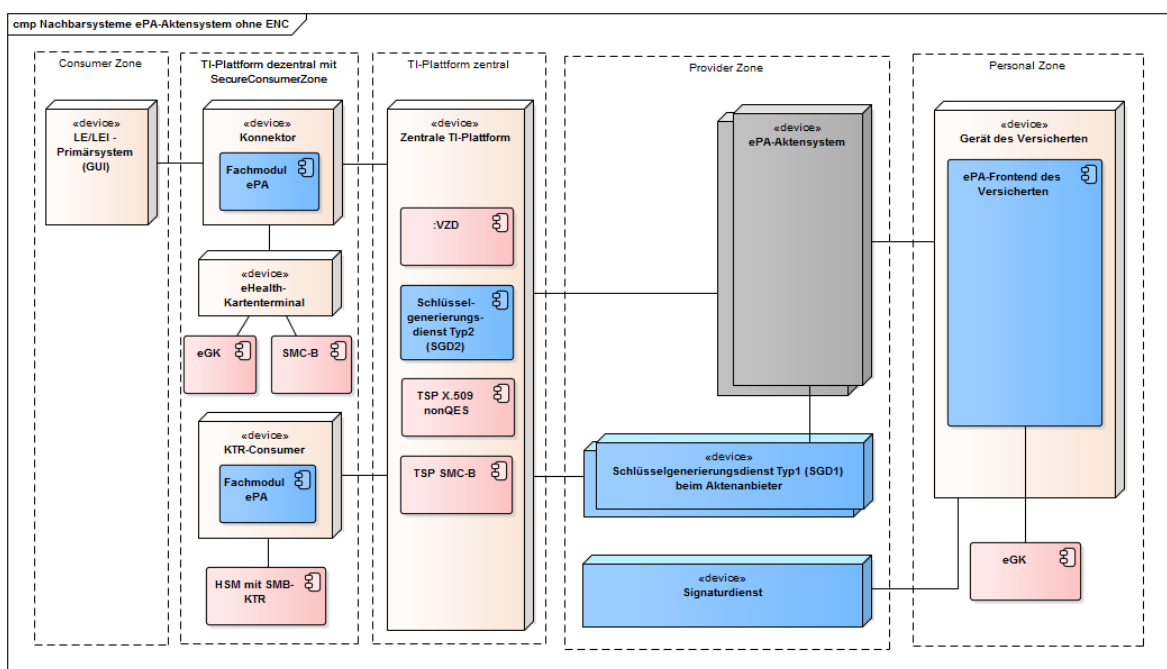 cmp Nachbarsysteme ePA-Aktensystem ohne ENC
Consumer Zone
«device»
LE/LEI -
Primärsystem
(GUI)
TI-Plattform dezentral mit
SecureConsumerZone
«device»
Konnektor
Fachmodul
ePA
«device»
eHealth-
Kartenterminal
eGK
SMC-B
«device»
KTR-Consumer
Fachmodul
ePA
HSM mit SMB-
KTR
TI-Plattform zentral
«device»
Zentrale TI-Plattform
:VZD
Schlüssel-
generierungs-
dienst Typ2
(SGD2)
TSP X.509
nonQES
TSP SMC-B
Provider Zone
«device»
ePA-Aktensystem
«device»
Schlüsselgenerierungsdienst Typ1 (SGD1)
beim Aktenanbieter
«device»
Signaturdienst
Personal Zone
«device»
Gerät des Versicherten
ePA-Frontend des
Versicherten
eGK